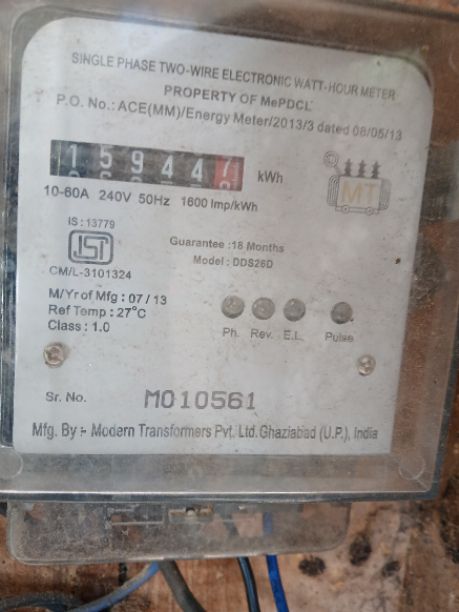 SINGLE PHASE TWO-WIRE ELECTRONIC WATT-HOUR METER
PROPERTY OF MePDCL
P.O. No.: ACE(MM)/Energy Meter/2013/3 dated 08/05/13
159447 kWh
10-60A 240V 50Hz 1600 Imp/kWh
MT
IS : 13779
ISI
CM/L-3101324
Guarantee : 18 Months
Model : DDS26D
M/Yr of Mfg : 07 / 13
Ref Temp : 27°C
Class : 1.0
Ph. Rev. E.L. Pulse
Sr. No. M010561
Mfg. By :- Modern Transformers Pvt. Ltd. Ghaziabad (U.P.), India